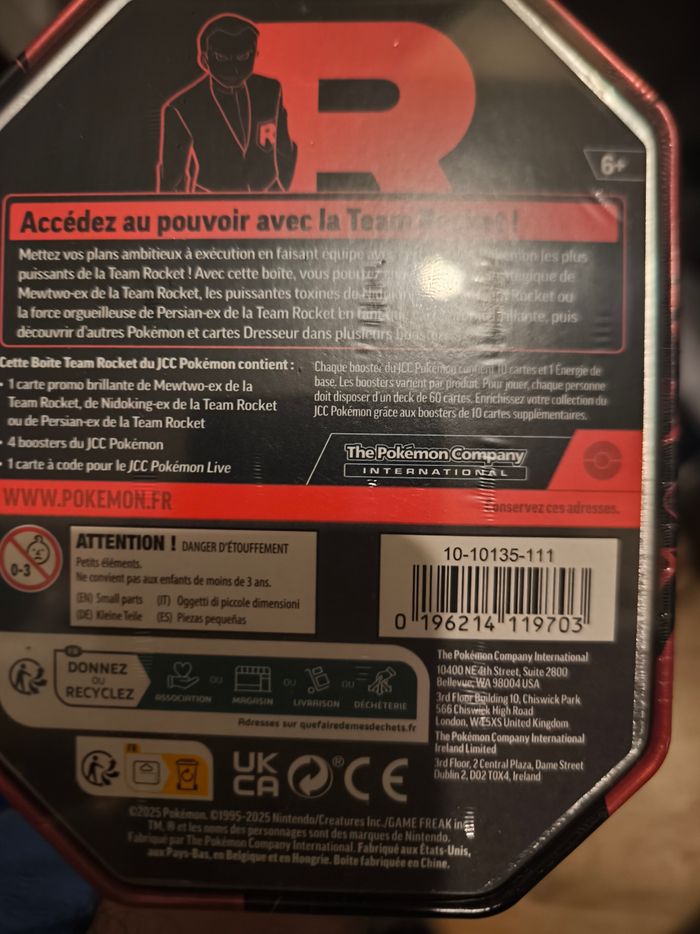 R
R
6+
Accédez au pouvoir avec la Team Rocket !
Mettez vos plans ambitieux à exécution en faisant équipe avec les plus
puissants de la Team Rocket ! Avec cette boîte, vous pouvez de
Mewtwo-ex de la Team Rocket, les puissantes toxines de Nidoking Rocket ou
la force orgueilleuse de Persian-ex de la Team Rocket en puis
découvrir d'autres Pokémon et cartes Dresseur dans plusieurs
Cette Boîte Team Rocket du JCC Pokémon contient :
• 1 carte promo brillante de Mewtwo-ex de la
Team Rocket, de Nidoking-ex de la Team Rocket
ou de Persian-ex de la Team Rocket
• 4 boosters du JCC Pokémon
• 1 carte à code pour le JCC Pokémon Live
Chaque booster du JCC Pokémon contient 10 cartes et 1 Énergie de
base. Les boosters varient par produit. Pour jouer, chaque personne
doit disposer d'un deck de 60 cartes. Enrichissez votre collection du
JCC Pokémon grâce aux boosters de 10 cartes supplémentaires.
The Pokémon Company
INTERNATIONAL
WWW.POKEMON.FR
Conservez ces adresses.
0-3
ATTENTION ! DANGER D'ÉTOUFFEMENT
Petits éléments.
Ne convient pas aux enfants de moins de 3 ans.
(EN) Small parts (IT) Oggetti di piccole dimensioni
(DE) Kleine Teile (ES) Piezas pequeñas
10-10135-111
0 196214 119703
FR
DONNEZ
OU
RECYCLEZ
ASSOCIATION
OU
MAGASIN
OU
LIVRAISON
OU
DÉCHÈTERIE
Adresses sur quefairedemesdechets.fr
The Pokémon Company International
10400 NE 4th Street, Suite 2800
Bellevue, WA 98004 USA
3rd Floor Building 10, Chiswick Park
566 Chiswick High Road
London, W4 5XS United Kingdom
The Pokémon Company International
Ireland Limited
3rd Floor, 2 Central Plaza, Dame Street
Dublin 2, D02 T0X4, Ireland
FR
UK
CA
®
CE
©2025 Pokémon. ©1995-2025 Nintendo/Creatures Inc./GAME FREAK inc.
TM, ® et les noms des personnages sont des marques de Nintendo.
Fabriqué par The Pokémon Company International. Fabriqué aux États-Unis,
aux Pays-Bas, en Belgique et en Hongrie. Boîte fabriquée en Chine.